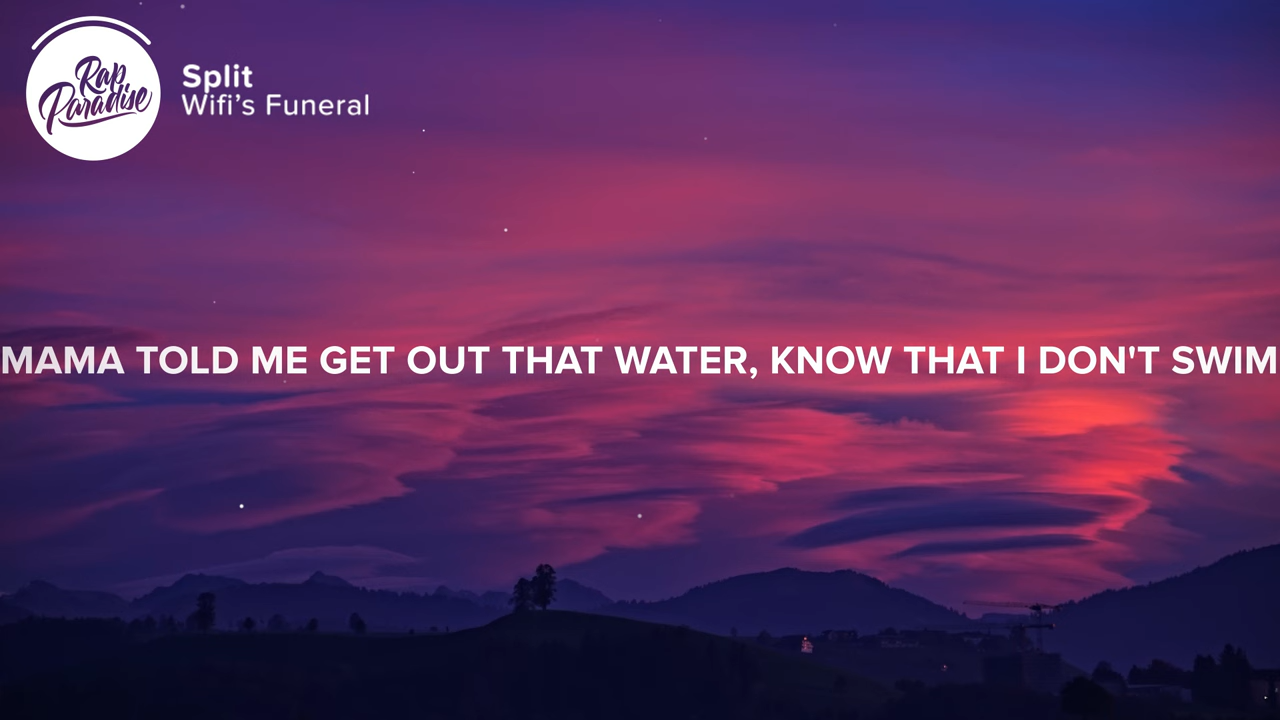 Rap
Paradise
Split
Wifi's Funeral
MAMA TOLD ME GET OUT THAT WATER, KNOW THAT I DON'T SWIM